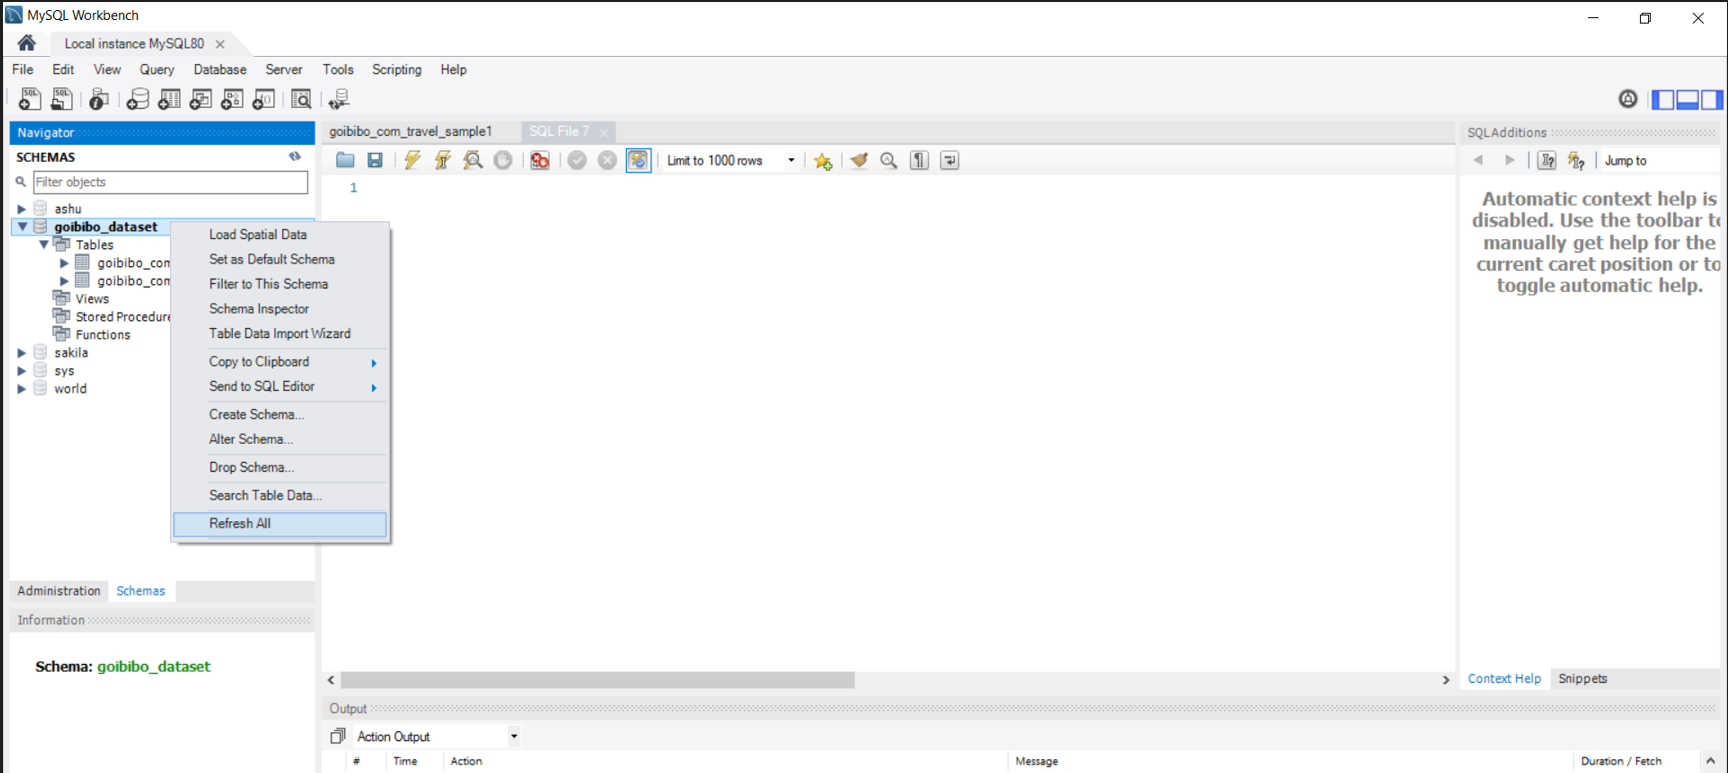 MySQL Workbench
Local instance MySQL80
File Edit View Query Database Server Tools Scripting Help
Navigator
SCHEMAS
Filter objects
ashu
goibibo_dataset
Tables
goibibo_com
goibibo_com
Views
Stored Procedure
Functions
sakila
sys
world
Load Spatial Data
Set as Default Schema
Filter to This Schema
Schema Inspector
Table Data Import Wizard
Copy to Clipboard
Send to SQL Editor
Create Schema...
Alter Schema...
Drop Schema...
Search Table Data...
Refresh All
Administration Schemas
Information
Schema: goibibo_dataset
goibibo_com_travel_sample1 SQL File 7
Limit to 1000 rows
1
SQLAdditions
Jump to
Automatic context help is
disabled. Use the toolbar to
manually get help for the
current caret position or to
toggle automatic help.
Context Help Snippets
Output
Action Output
# Time Action Message Duration / Fetch